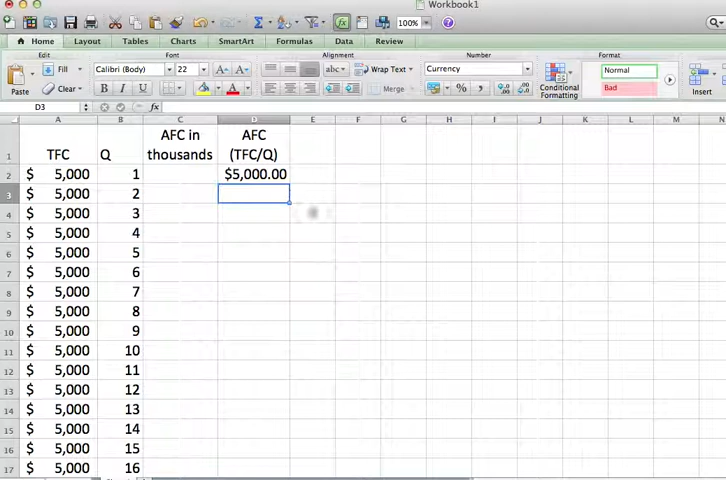 Workbook1
100%
Home Layout Tables Charts SmartArt Formulas Data Review
Edit Font Alignment Number Format
Paste Fill Calibri (Body) 22 A A abc Wrap Text Currency Normal
Clear B I U A Merge % Conditional Formatting Bad Insert
D3 fx
A B C D E F G H I J K L M N
1 TFC Q AFC in thousands AFC (TFC/Q)
2 $ 5,000 1 $5,000.00
3 $ 5,000 2
4 $ 5,000 3
5 $ 5,000 4
6 $ 5,000 5
7 $ 5,000 6
8 $ 5,000 7
9 $ 5,000 8
10 $ 5,000 9
11 $ 5,000 10
12 $ 5,000 11
13 $ 5,000 12
14 $ 5,000 13
15 $ 5,000 14
16 $ 5,000 15
17 $ 5,000 16